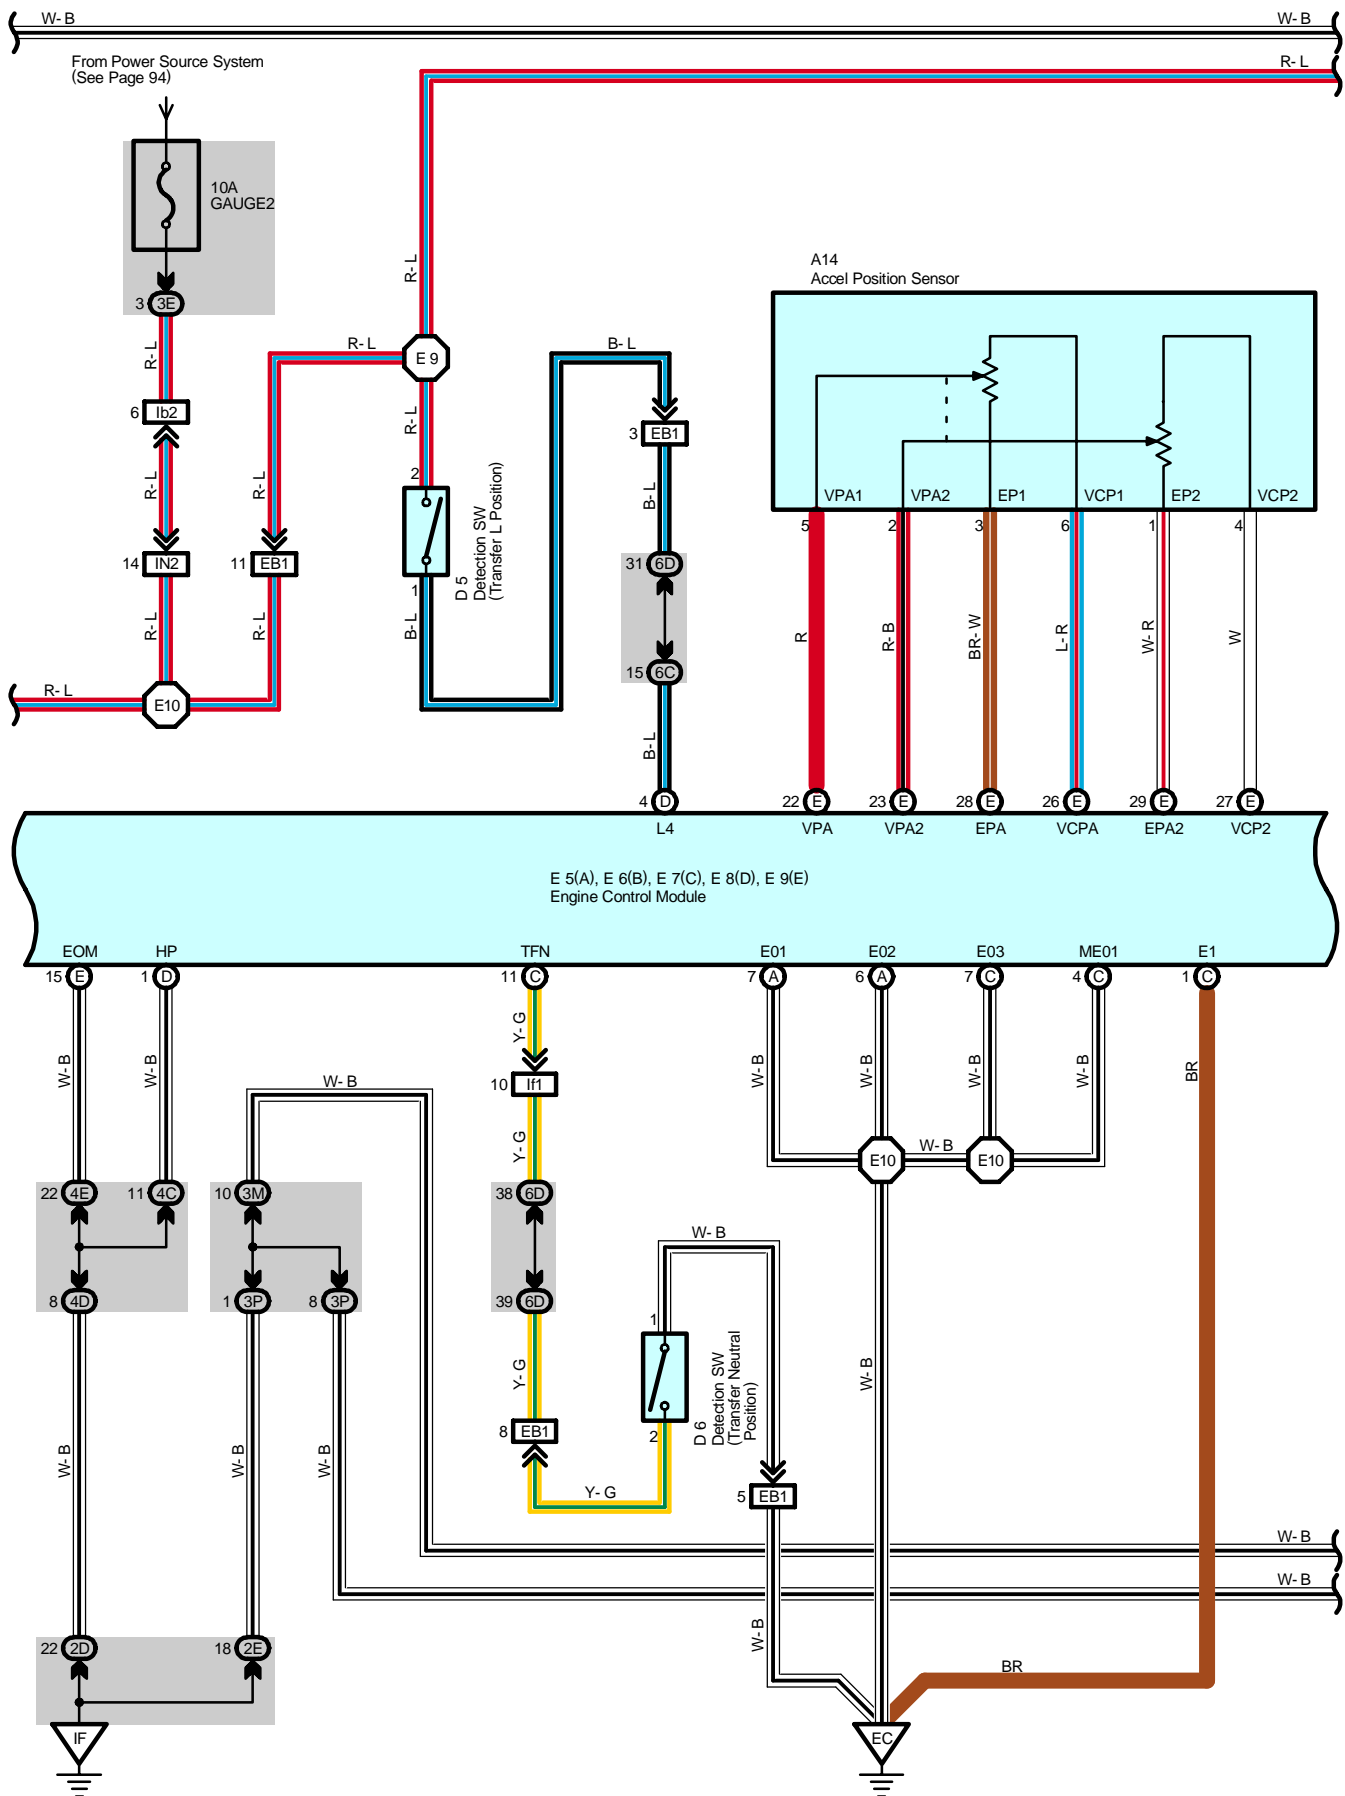 W- B
W- B
From Power Source System
(See Page 94)
R- L
10A
GAUGE2
R- L
A14
Accel Position Sensor
3 3E
R- L
R- L
B- L
E 9
6 Ib2
R- L
3 EB1
2
R- L
R- L
B- L
VPA1 VPA2 EP1 VCP1 EP2 VCP2
5 2 3 6 1 4
D 5
Detection SW
(Transfer L Position)
14 IN2
11 EB1
31 6D
1
R- L
R- L
B- L
R
R- B
BR- W
L- R
W- R
W
15 6C
R- L
E10
B- L
4 D
22 E
23 E
28 E
26 E
29 E
27 E
L4 VPA VPA2 EPA VCPA EPA2 VCP2
E 5(A), E 6(B), E 7(C), E 8(D), E 9(E)
Engine Control Module
EOM HP TFN E01 E02 E03 ME01 E1
15 E
1 D
11 C
7 A
6 A
7 C
4 C
1 C
Y- G
W- B
W- B
W- B
W- B
W- B
W- B
BR
W- B
10 If1
Y- G
W- B
E10
E10
22 4E
11 4C
10 3M
38 6D
W- B
8 4D
1 3P
8 3P
39 6D
1
Y- G
W- B
D 6
Detection SW
(Transfer Neutral
Position)
8 EB1
2
W- B
W- B
W- B
Y- G
5 EB1
W- B
W- B
W- B
22 2D
18 2E
BR
IF
EC